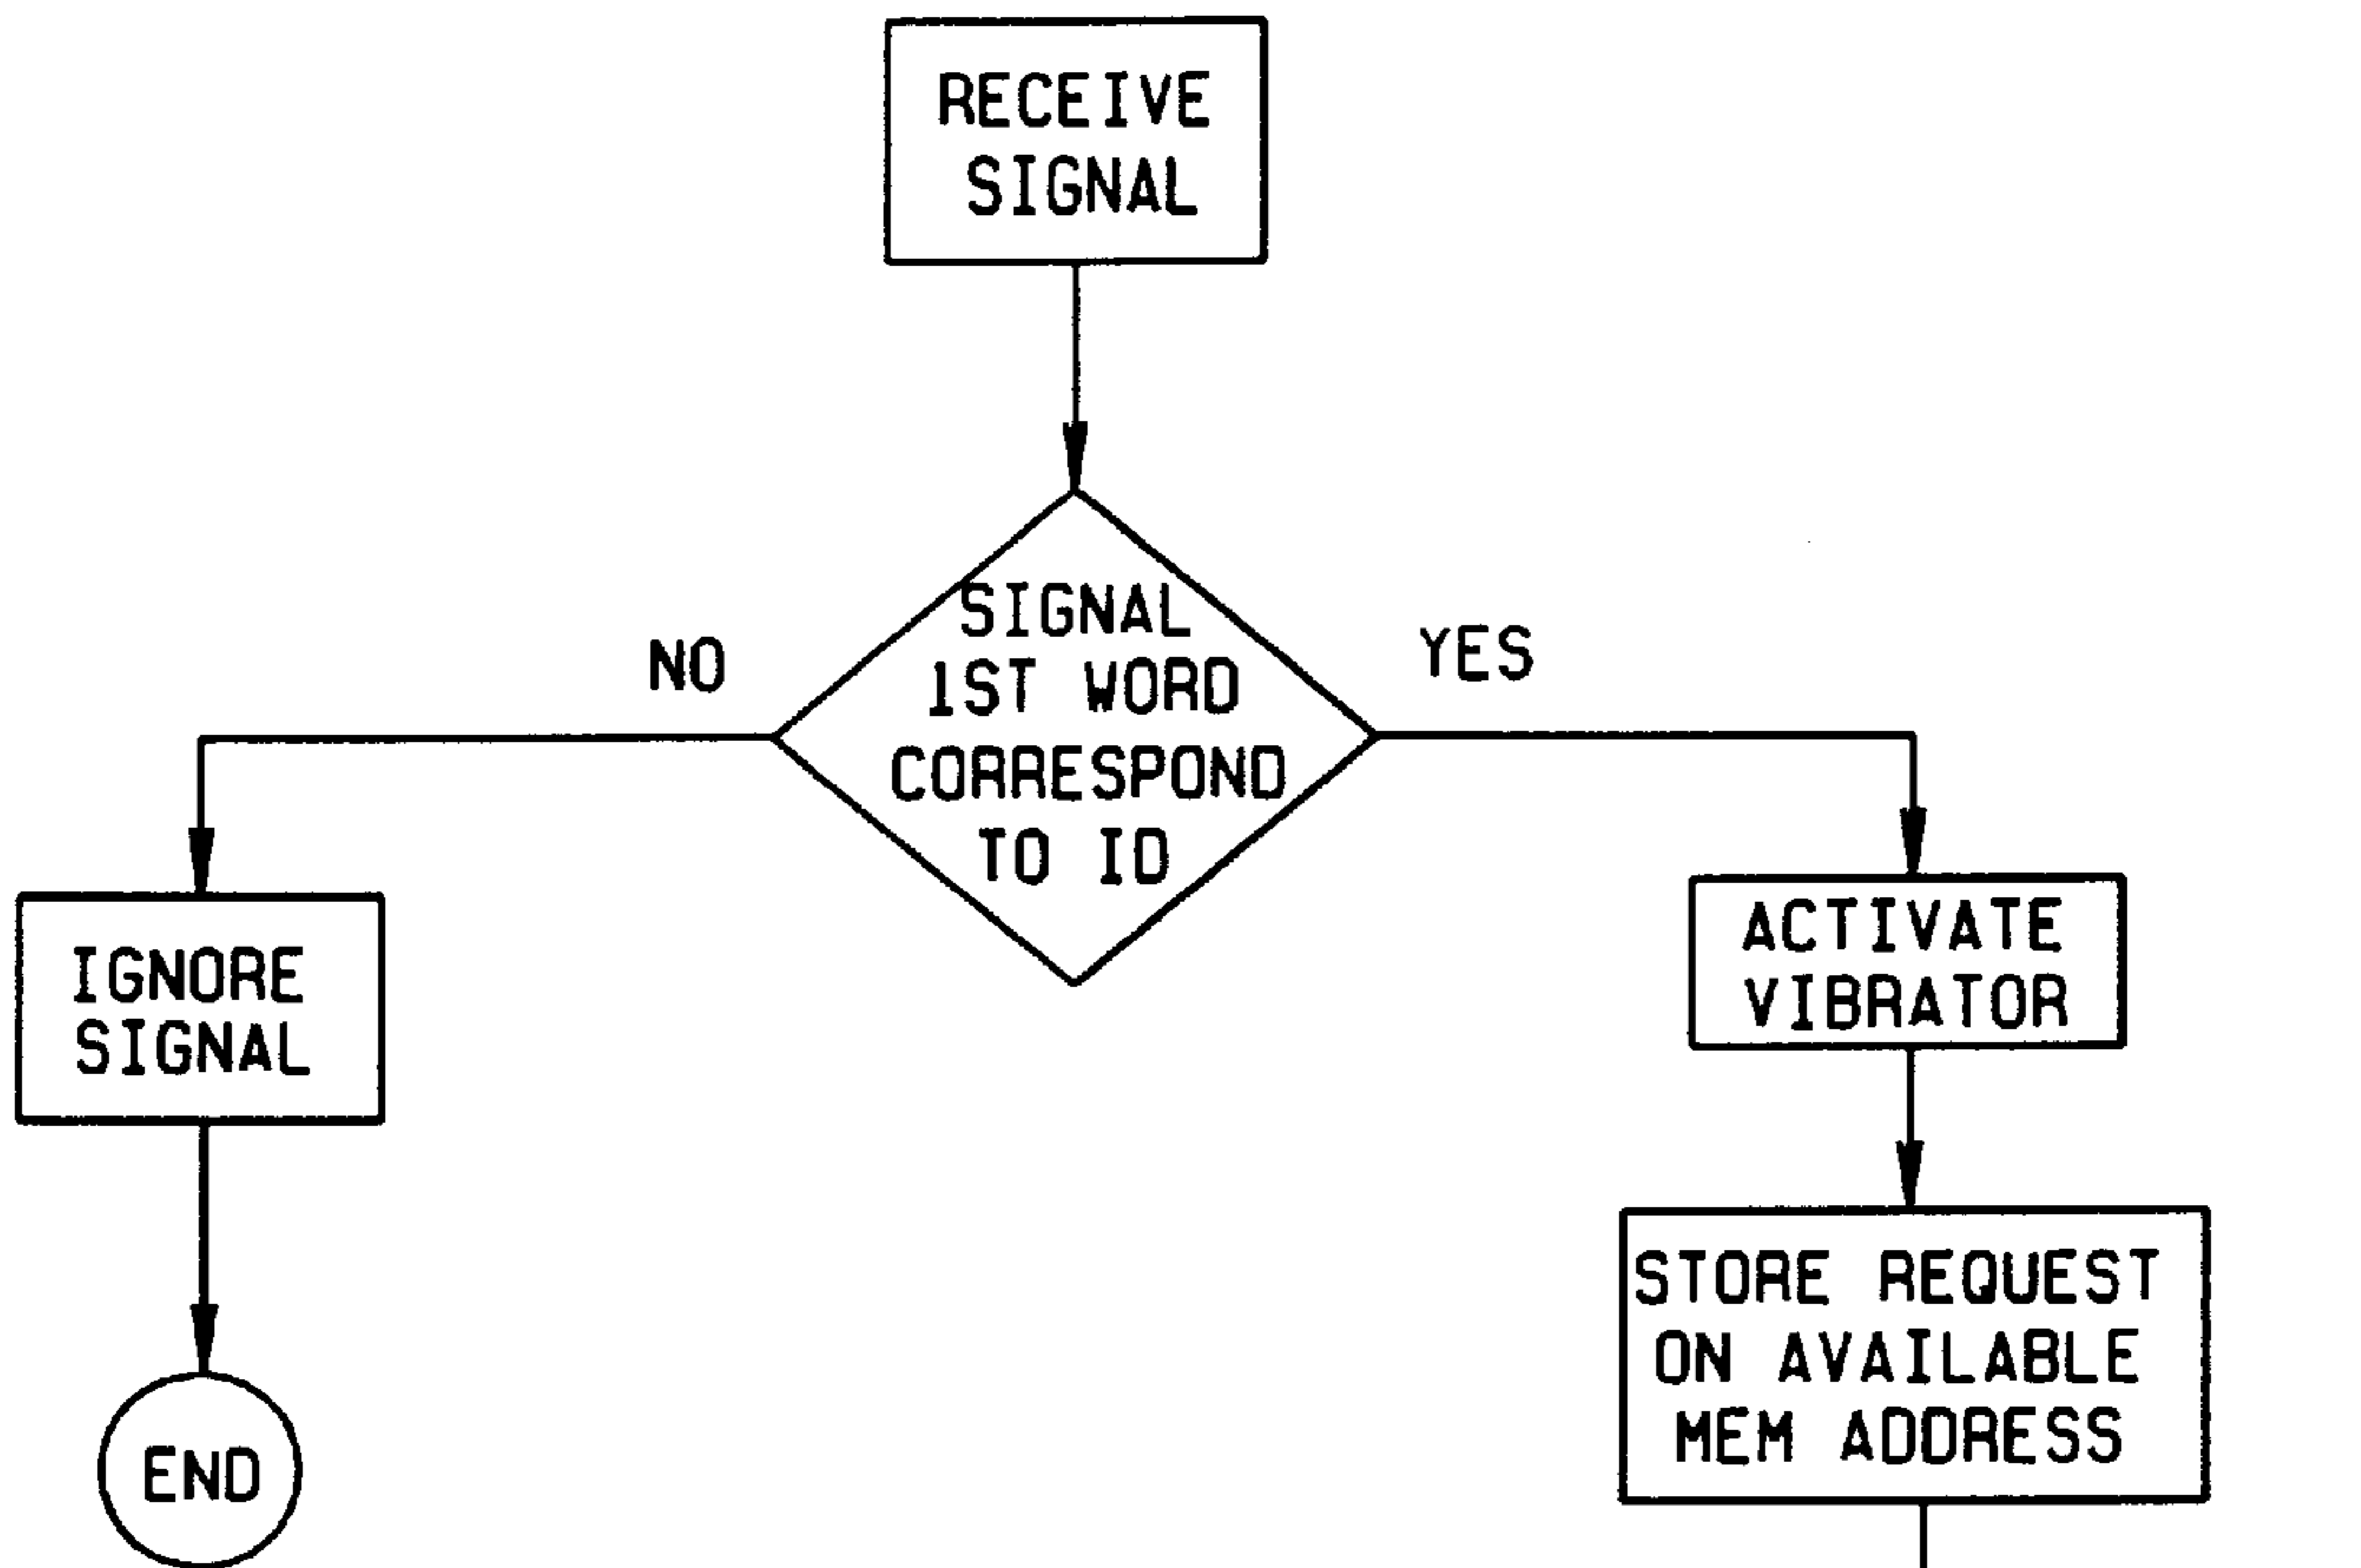 RECEIVE
SIGNAL
SIGNAL
1ST WORD
CORRESPOND
TO ID
NO
YES
IGNORE
SIGNAL
END
ACTIVATE
VIBRATOR
STORE REQUEST
ON AVAILABLE
MEM ADDRESS